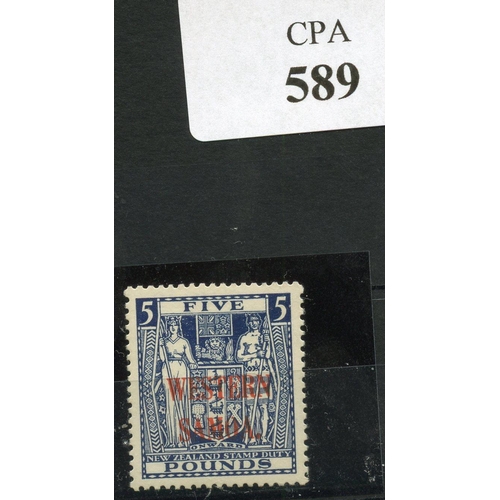 CPA
589
5 FIVE 5
WESTERN
SAMOA.
ONWARD
NEW ZEALAND STAMP DUTY
POUNDS